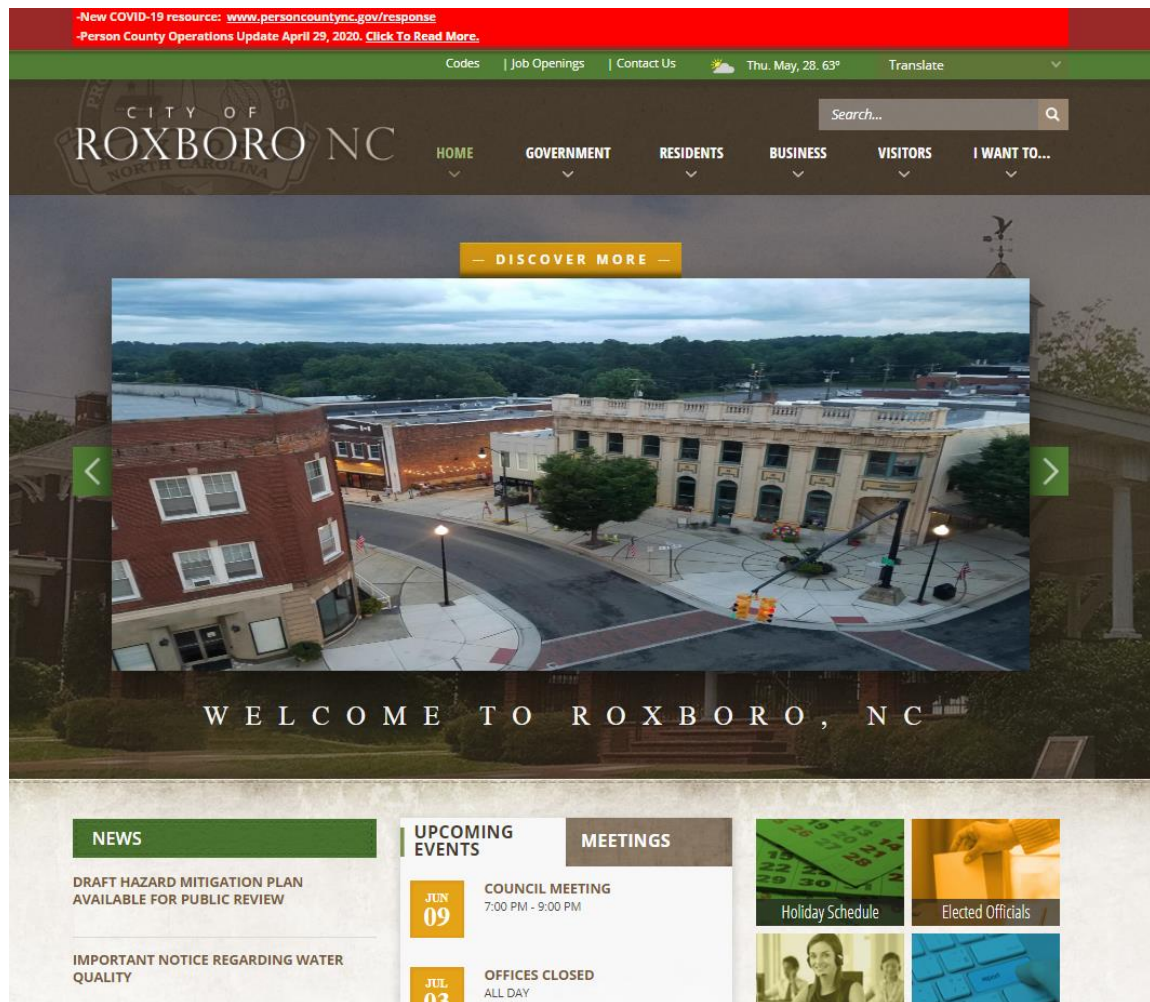 -New COVID-19 resource: www.personcountync.gov/response
-Person County Operations Update April 29, 2020. Click To Read More.
Codes | Job Openings | Contact Us Thu. May, 28. 63° Translate
CITY OF
ROXBORO NC
NORTH CAROLINA
Search...
HOME GOVERNMENT RESIDENTS BUSINESS VISITORS I WANT TO...
— DISCOVER MORE —
WELCOME TO ROXBORO, NC
NEWS
DRAFT HAZARD MITIGATION PLAN
AVAILABLE FOR PUBLIC REVIEW
IMPORTANT NOTICE REGARDING WATER
QUALITY
UPCOMING
EVENTS
MEETINGS
JUN
09
COUNCIL MEETING
7:00 PM - 9:00 PM
JUL
03
OFFICES CLOSED
ALL DAY
Holiday Schedule
Elected Officials